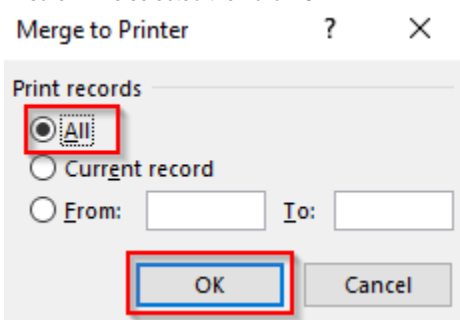 Merge to Printer ? ×
Print records
All
Current record
From: To:
OK Cancel